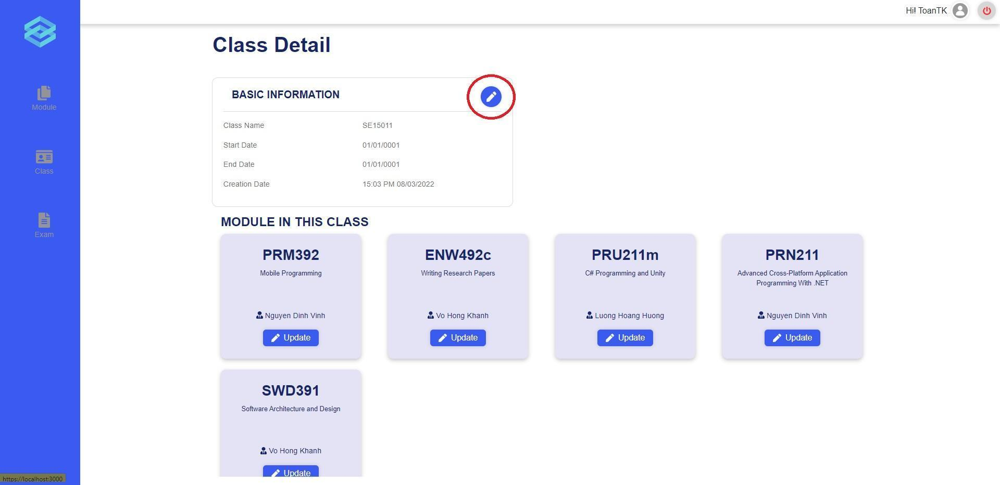 Hi! ToanTK
Module
Class
Exam
Class Detail
BASIC INFORMATION
Class Name SE15011
Start Date 01/01/0001
End Date 01/01/0001
Creation Date 15:03 PM 08/03/2022
MODULE IN THIS CLASS
PRM392
Mobile Programming
Nguyen Dinh Vinh
Update
ENW492c
Writing Research Papers
Vo Hong Khanh
Update
PRU211m
C# Programming and Unity
Luong Hoang Huong
Update
PRN211
Advanced Cross-Platform Application
Programming With .NET
Nguyen Dinh Vinh
Update
SWD391
Software Architecture and Design
Vo Hong Khanh
Update
https://localhost:3000